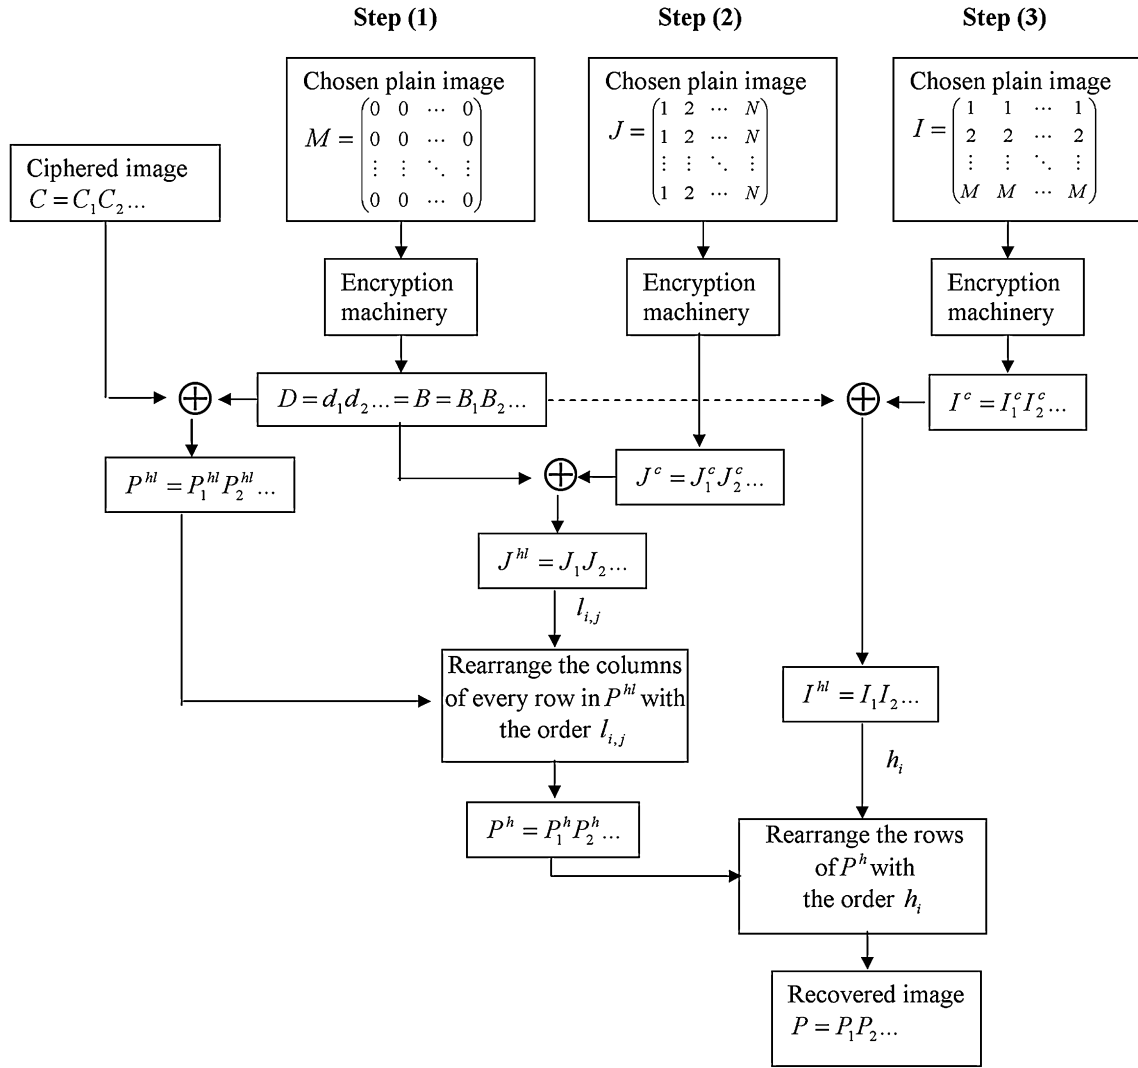 Step (1)
Step (2)
Step (3)
Chosen plain image
M = (0 0 ⋯ 0
0 0 ⋯ 0
⋮ ⋮ ⋱ ⋮
0 0 ⋯ 0)
Chosen plain image
J = (1 2 ⋯ N
1 2 ⋯ N
⋮ ⋮ ⋱ ⋮
1 2 ⋯ N)
Chosen plain image
I = (1 1 ⋯ 1
2 2 ⋯ 2
⋮ ⋮ ⋱ ⋮
M M ⋯ M)
Ciphered image
C = C₁C₂...
Encryption
machinery
Encryption
machinery
Encryption
machinery
D = d₁d₂... = B = B₁B₂...
I^c = I₁^c I₂^c ...
P^hl = P₁^hl P₂^hl ...
J^c = J₁^c J₂^c ...
J^hl = J₁J₂...
l_i,j
Rearrange the columns
of every row in P^hl with
the order l_i,j
I^hl = I₁I₂...
h_i
P^h = P₁^h P₂^h ...
Rearrange the rows
of P^h with
the order h_i
Recovered image
P = P₁P₂...